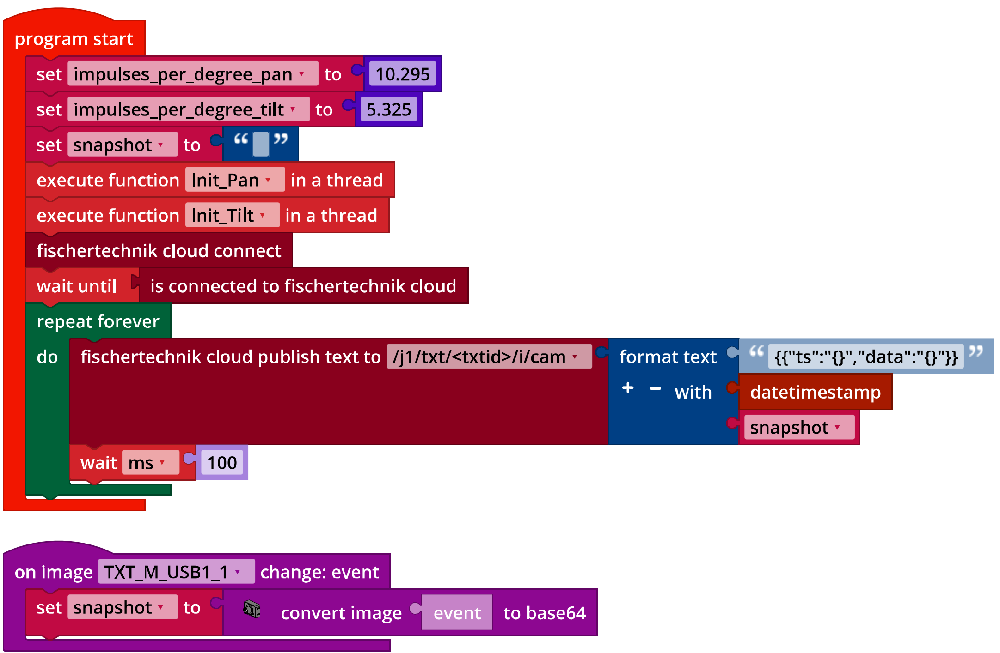 program start
set impulses_per_degree_pan to 10.295
set impulses_per_degree_tilt to 5.325
set snapshot to “ ”
execute function Init_Pan in a thread
execute function Init_Tilt in a thread
fischertechnik cloud connect
wait until is connected to fischertechnik cloud
repeat forever
do fischertechnik cloud publish text to /j1/txt/<txtid>/i/cam format text “ {{"ts":"{}","data":"{}"}} ”
+ − with datetimestamp
snapshot
wait ms 100
on image TXT_M_USB1_1 change: event
set snapshot to convert image event to base64